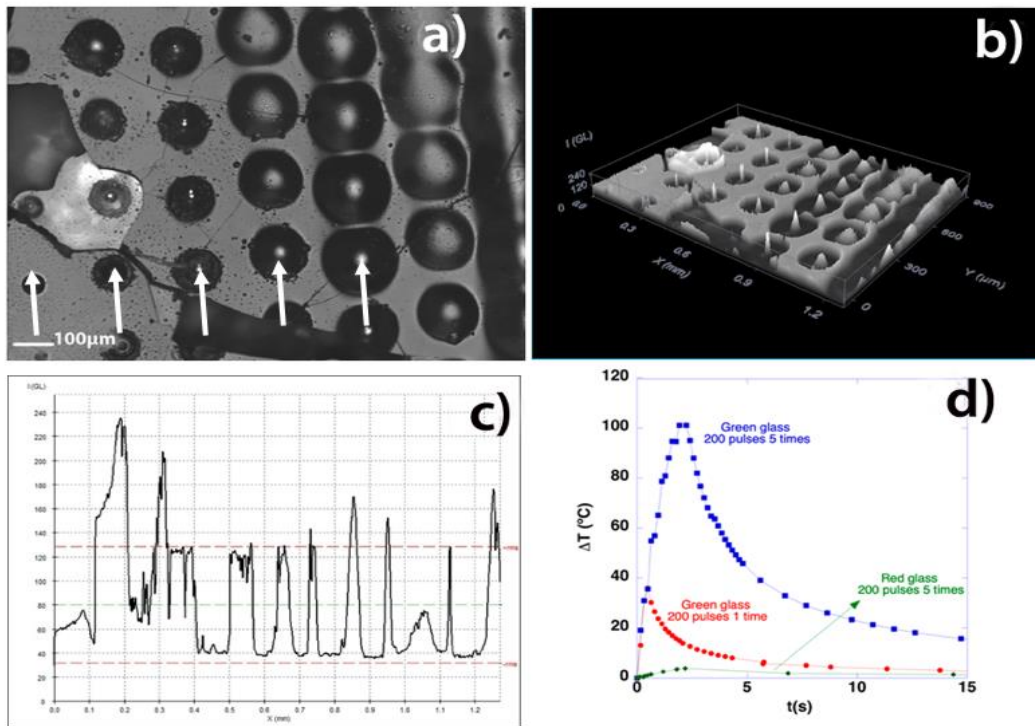 a)
100µm
b)
I (GL)
240
120
0
0.0
0.3
0.6
0.9
1.2
X (mm)
0
300
600
900
Y (µm)
c)
I(GL)
240
220
200
180
160
140
120
100
80
60
40
20
0
0.0 0.1 0.2 0.3 0.4 0.5 0.6 0.7 0.8 0.9 1.0 1.1 1.2
X (mm)
d)
120
100
80
60
40
20
0
ΔT (ºC)
Green glass
200 pulses 5 times
Red glass
200 pulses 5 times
Green glass
200 pulses 1 time
0 5 10 15
t(s)